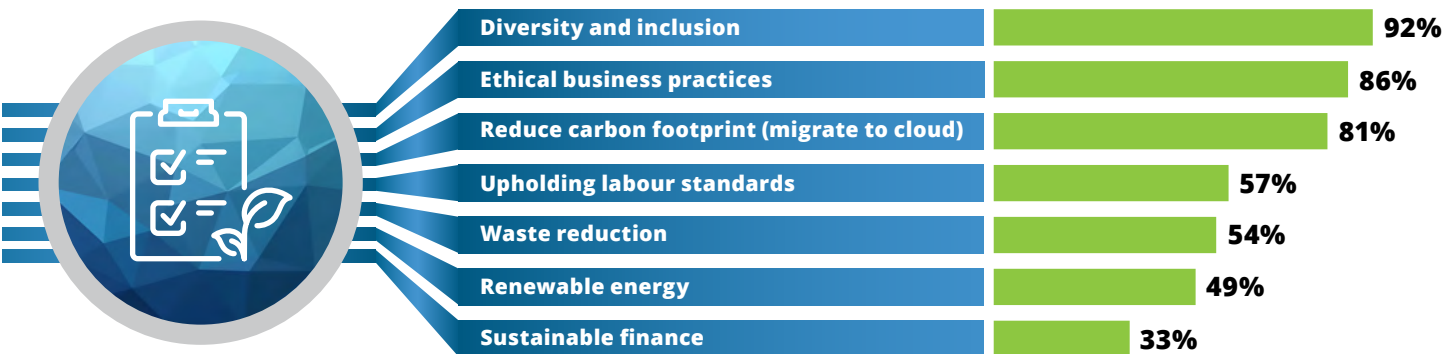 Diversity and inclusion 92%
Ethical business practices 86%
Reduce carbon footprint (migrate to cloud) 81%
Upholding labour standards 57%
Waste reduction 54%
Renewable energy 49%
Sustainable finance 33%